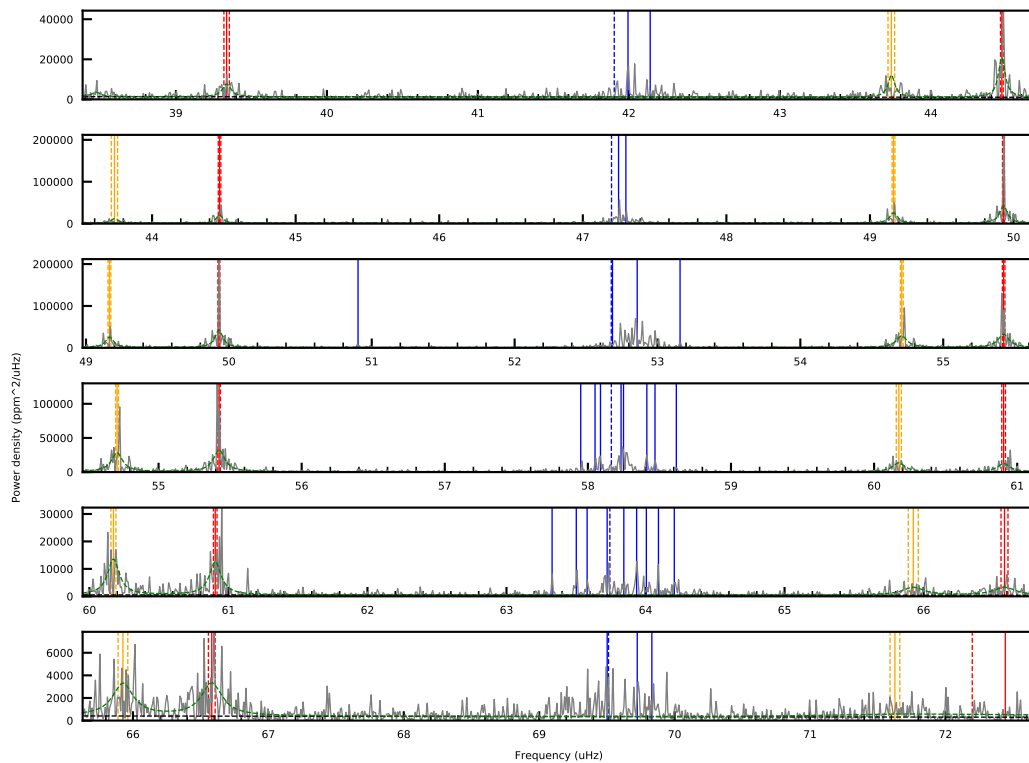 40000
20000
0
39 40 41 42 43 44
200000
100000
0
44 45 46 47 48 49 50
200000
100000
0
49 50 51 52 53 54 55
100000
50000
0
55 56 57 58 59 60 61
30000
20000
10000
0
60 61 62 63 64 65 66
6000
4000
2000
0
66 67 68 69 70 71 72
Power density (ppm^2/uHz)
Frequency (uHz)